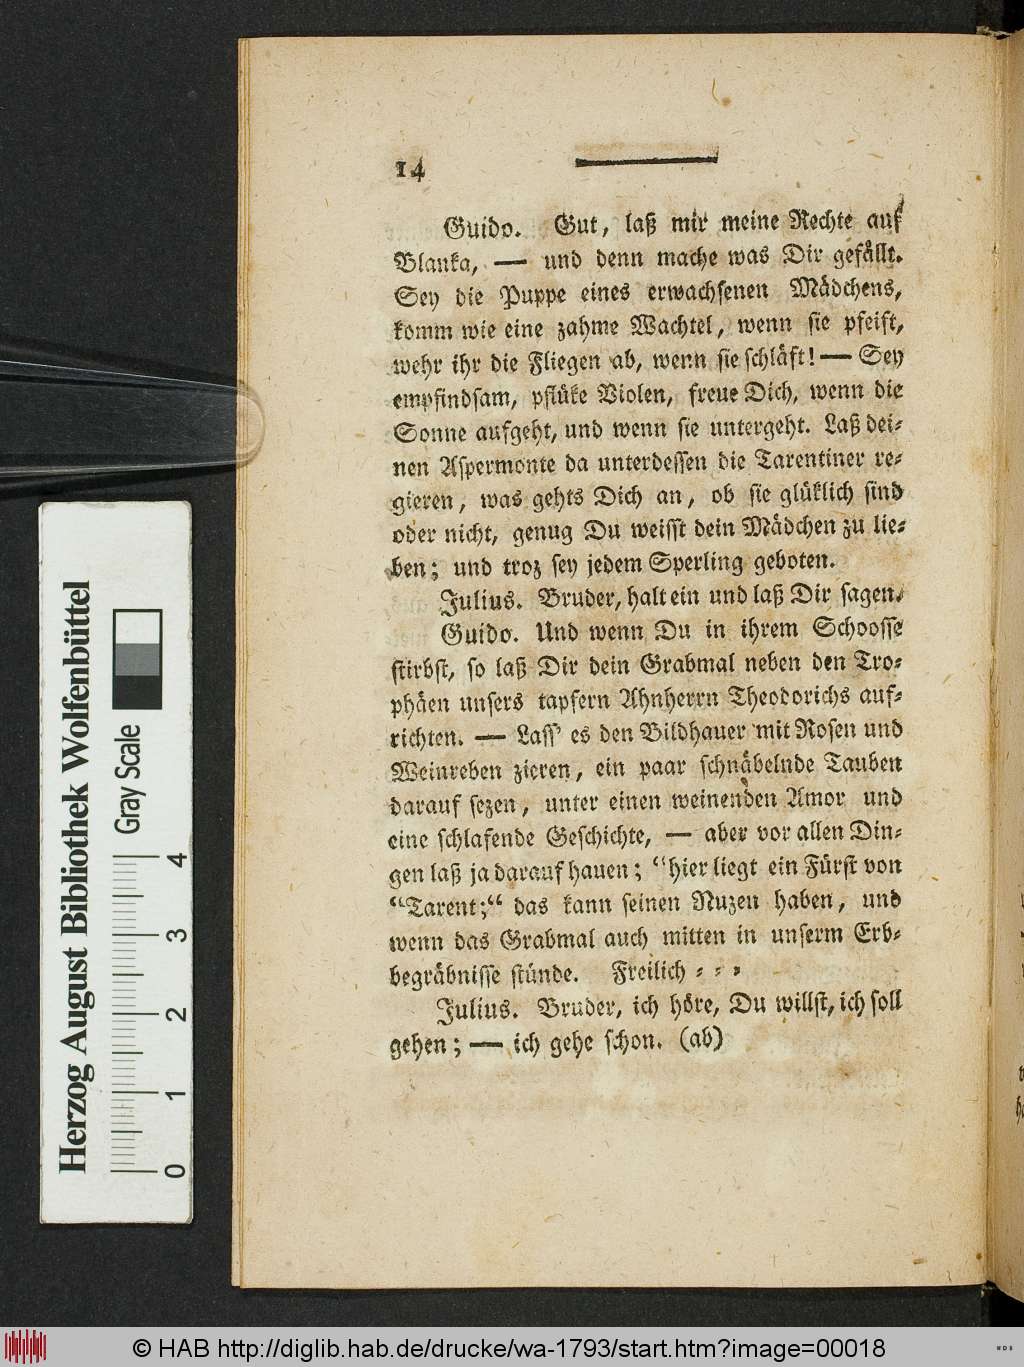 14
Guido. Gut, laß mir meine Rechte auf
Blanka, — und denn mache was Dir gefällt.
Sey die Puppe eines erwachsenen Mädchens,
komm wie eine zahme Wachtel, wenn sie pfeift,
wehr ihr die Fliegen ab, wenn sie schläft! — Sey
empfindsam, pflüke Violen, freue Dich, wenn die
Sonne aufgeht, und wenn sie untergeht. Laß dei-
nen Aspermonte da unterdessen die Tarentiner re-
gieren, was gehts Dich an, ob sie glüklich sind
oder nicht, genug Du weisst dein Mädchen zu lie-
ben; und troz sey jedem Sperling geboten.
Julius. Bruder, halt ein und laß Dir sagen.
Guido. Und wenn Du in ihrem Schoosse
stirbst, so laß Dir dein Grabmal neben den Tro-
phäen unsers tapfern Ahnherrn Theodorichs auf-
richten. — Lass' es den Bildhauer mit Rosen und
Weinreben zieren, ein paar schnäbelnde Tauben
darauf sezen, unter einen weinenden Amor und
eine schlafende Geschichte, — aber vor allen Din-
gen laß ja darauf hauen; “hier liegt ein Fürst von
“Tarent;“ das kann seinen Nuzen haben, und
wenn das Grabmal auch mitten in unserm Erb-
begräbnisse stünde. Freilich - - -
Julius. Bruder, ich höre, Du willst, ich soll
gehen; — ich gehe schon. (ab)
Herzog August Bibliothek Wolfenbüttel
Gray Scale
0 1 2 3 4
© HAB http://diglib.hab.de/drucke/wa-1793/start.htm?image=00018